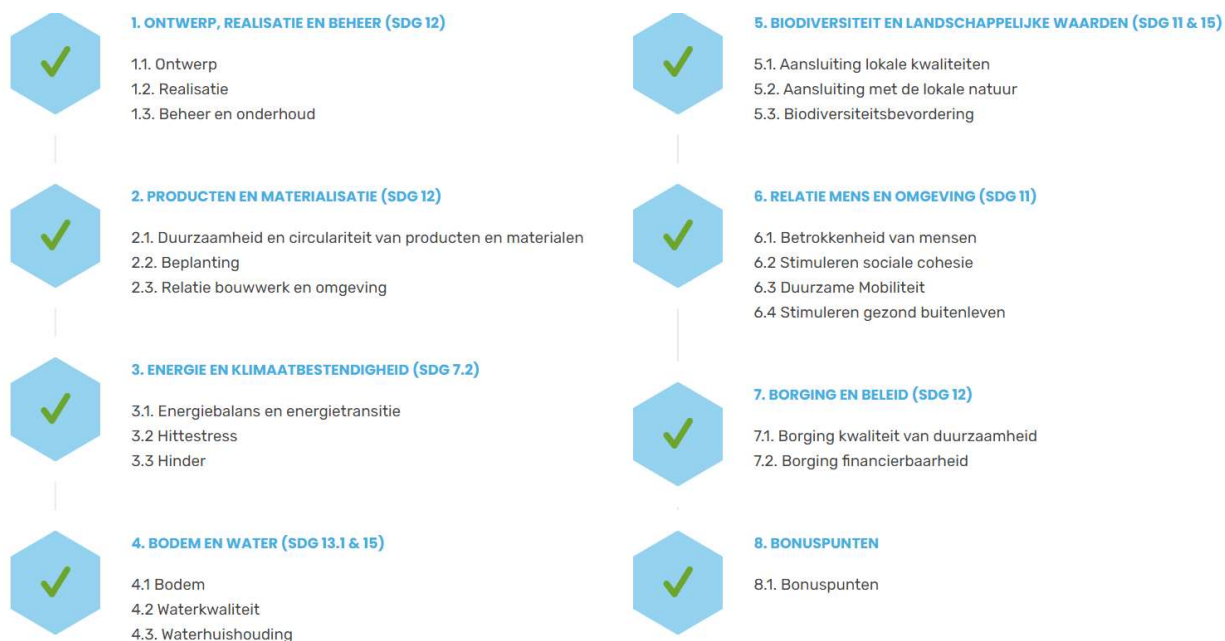 1. ONTWERP, REALISATIE EN BEHEER (SDG 12)
1.1. Ontwerp
1.2. Realisatie
1.3. Beheer en onderhoud
2. PRODUCTEN EN MATERIALISATIE (SDG 12)
2.1. Duurzaamheid en circulariteit van producten en materialen
2.2. Beplanting
2.3. Relatie bouwwerk en omgeving
3. ENERGIE EN KLIMAATBESTENDIGHEID (SDG 7.2)
3.1. Energiebalans en energietransitie
3.2 Hittestress
3.3 Hinder
4. BODEM EN WATER (SDG 13.1 & 15)
4.1 Bodem
4.2 Waterkwaliteit
4.3. Waterhuishouding
5. BIODIVERSITEIT EN LANDSCHAPPELIJKE WAARDEN (SDG 11 & 15)
5.1. Aansluiting lokale kwaliteiten
5.2. Aansluiting met de lokale natuur
5.3. Biodiversiteitsbevordering
6. RELATIE MENS EN OMGEVING (SDG 11)
6.1. Betrokkenheid van mensen
6.2 Stimuleren sociale cohesie
6.3 Duurzame Mobiliteit
6.4 Stimuleren gezond buitenleven
7. BORGING EN BELEID (SDG 12)
7.1. Borging kwaliteit van duurzaamheid
7.2. Borging financierbaarheid
8. BONUSPUNTEN
8.1. Bonuspunten